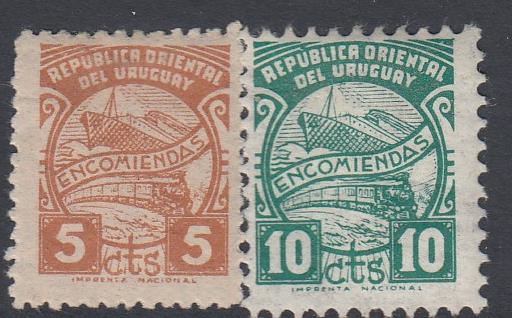 REPUBLICA ORIENTAL
DEL URUGUAY
ENCOMIENDAS
5 cts 5
IMPRENTA NACIONAL
REPUBLICA ORIENTAL
DEL URUGUAY
ENCOMIENDAS
10 cts 10
IMPRENTA NACIONAL